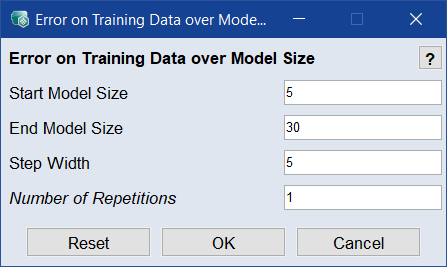 Error on Training Data over Mode...
Error on Training Data over Model Size ?
Start Model Size 5
End Model Size 30
Step Width 5
Number of Repetitions 1
Reset OK Cancel